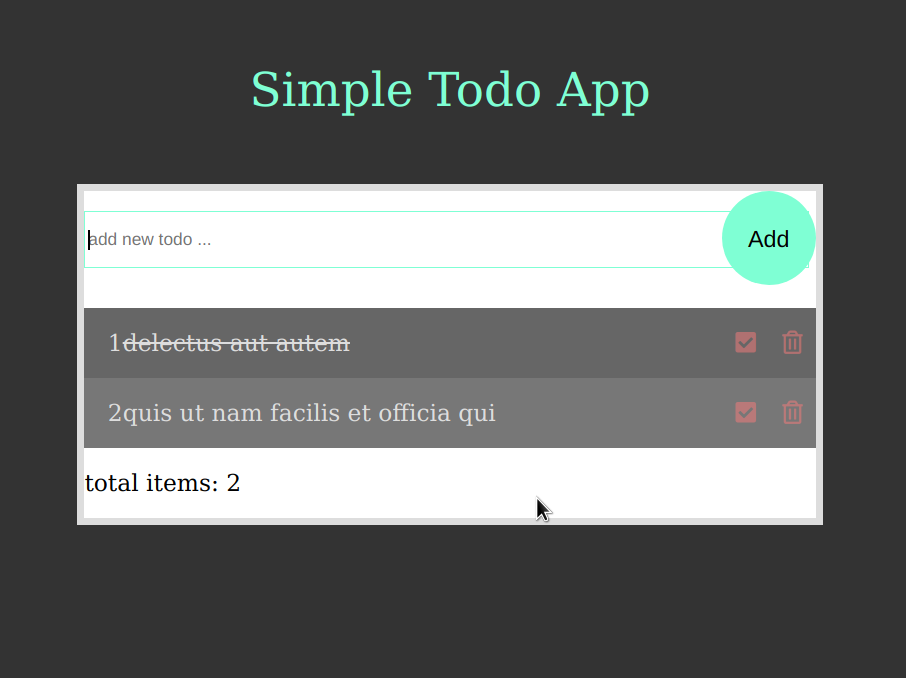 Simple Todo App
add new todo ...
Add
1delectus aut autem
2quis ut nam facilis et officia qui
total items: 2